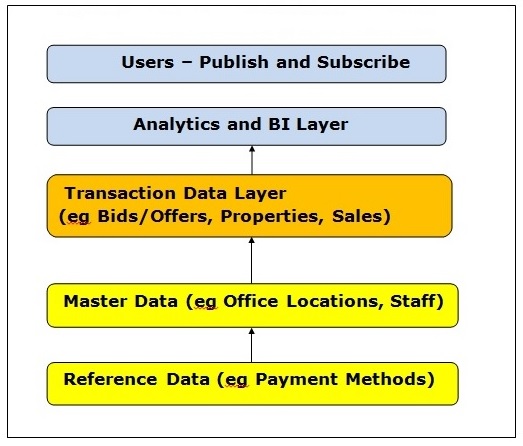 Users – Publish and Subscribe
Analytics and BI Layer
Transaction Data Layer
(eg Bids/Offers, Properties, Sales)
Master Data (eg Office Locations, Staff)
Reference Data (eg Payment Methods)